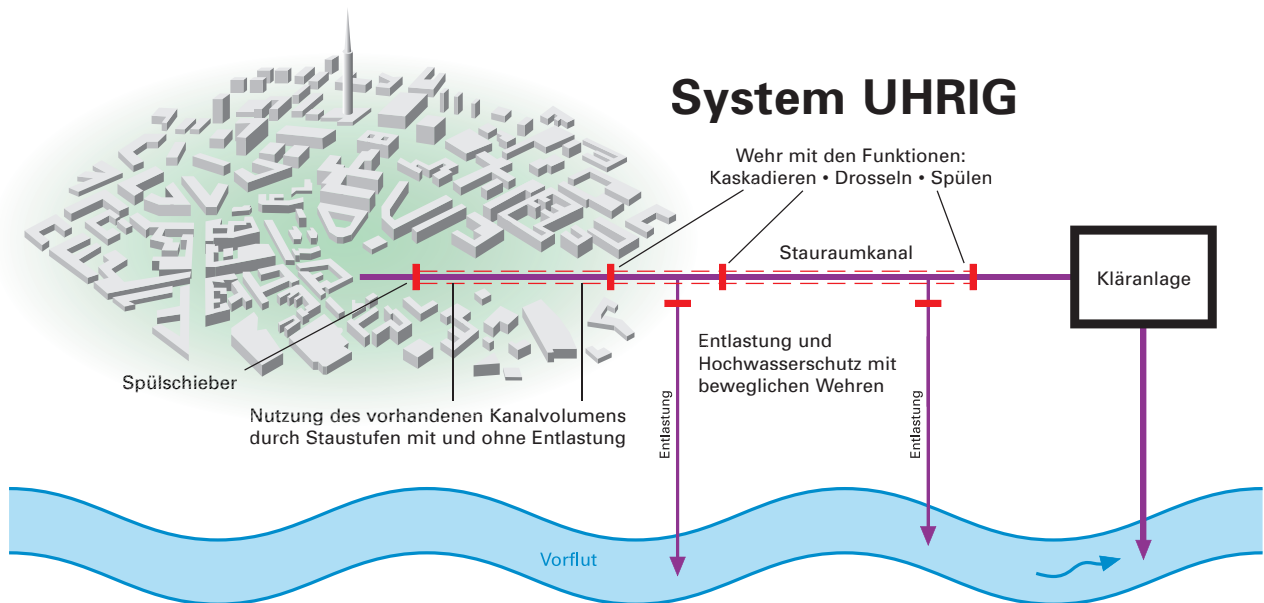 System UHRIG
Wehr mit den Funktionen:
Kaskadieren • Drosseln • Spülen
Stauraumkanal
Kläranlage
Spülschieber
Nutzung des vorhandenen Kanalvolumens
durch Staustufen mit und ohne Entlastung
Entlastung und
Hochwasserschutz mit
beweglichen Wehren
Entlastung
Entlastung
Vorflut